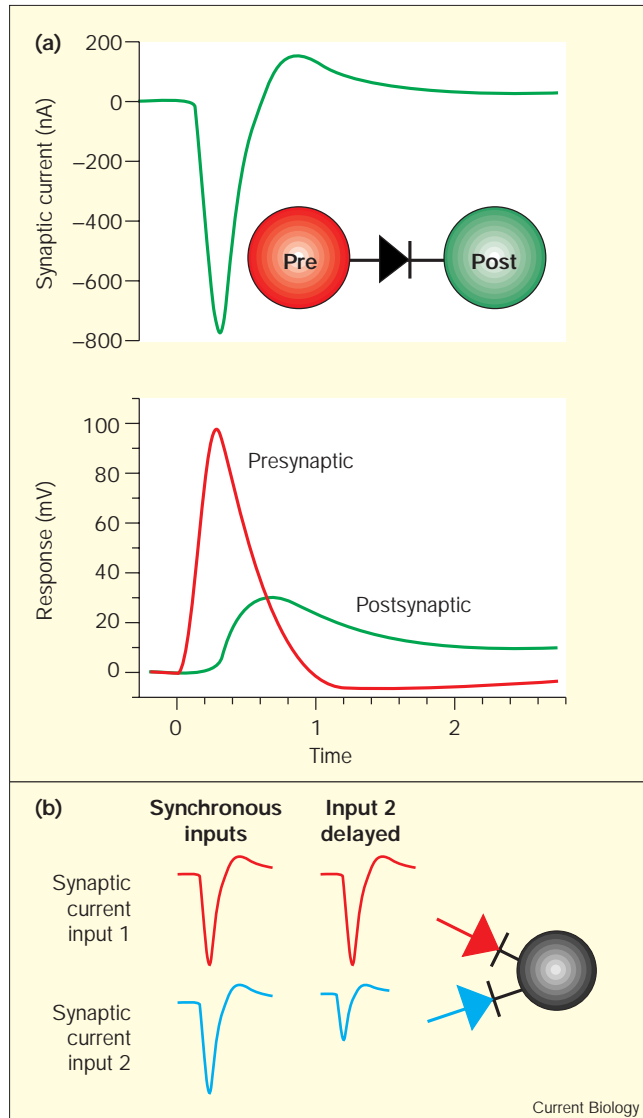 (a)
200
0
–200
–400
–600
–800
Synaptic current (nA)
Pre
Post
100
80
60
40
20
0
Response (mV)
Presynaptic
Postsynaptic
0 1 2
Time
(b)
Synchronous inputs
Input 2 delayed
Synaptic
current
input 1
Synaptic
current
input 2
Current Biology